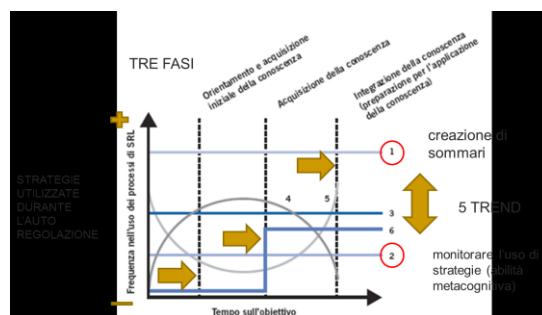 TRE FASI
Orientamento e acquisizione
iniziale della conoscenza
Acquisizione della conoscenza
Integrazione della conoscenza
(preparazione per l'applicazione
della conoscenza)
STRATEGIE
UTILIZZATE
DURANTE
L'AUTO
REGOLAZIONE
Frequenza nell'uso dei processi di SRL
1
4
5
3
6
2
creazione di
sommari
5 TREND
monitorare l'uso di
strategie (abilità
metacognitiva)
Tempo sull'obiettivo